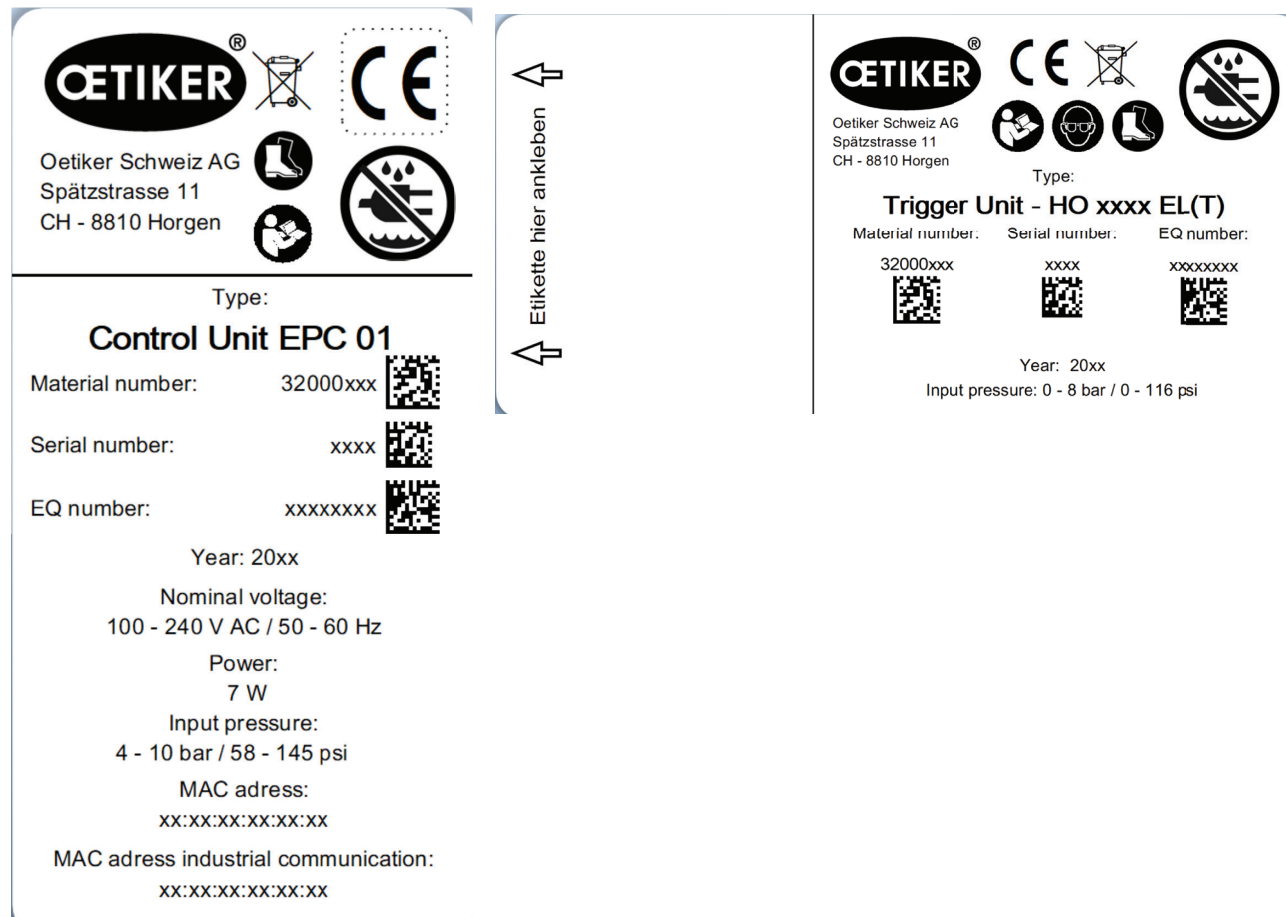 ŒTIKER ®
CE
Oetiker Schweiz AG
Spätzstrasse 11
CH - 8810 Horgen
Type:
Control Unit EPC 01
Material number: 32000xxx
Serial number: xxxx
EQ number: xxxxxxxx
Year: 20xx
Nominal voltage:
100 - 240 V AC / 50 - 60 Hz
Power:
7 W
Input pressure:
4 - 10 bar / 58 - 145 psi
MAC adress:
xx:xx:xx:xx:xx:xx
MAC adress industrial communication:
xx:xx:xx:xx:xx:xx
Etikette hier ankleben
ŒTIKER ®
CE
Oetiker Schweiz AG
Spätzstrasse 11
CH - 8810 Horgen
Type:
Trigger Unit - HO xxxx EL(T)
Material number: Serial number: EQ number:
32000xxx xxxx xxxxxxxx
Year: 20xx
Input pressure: 0 - 8 bar / 0 - 116 psi